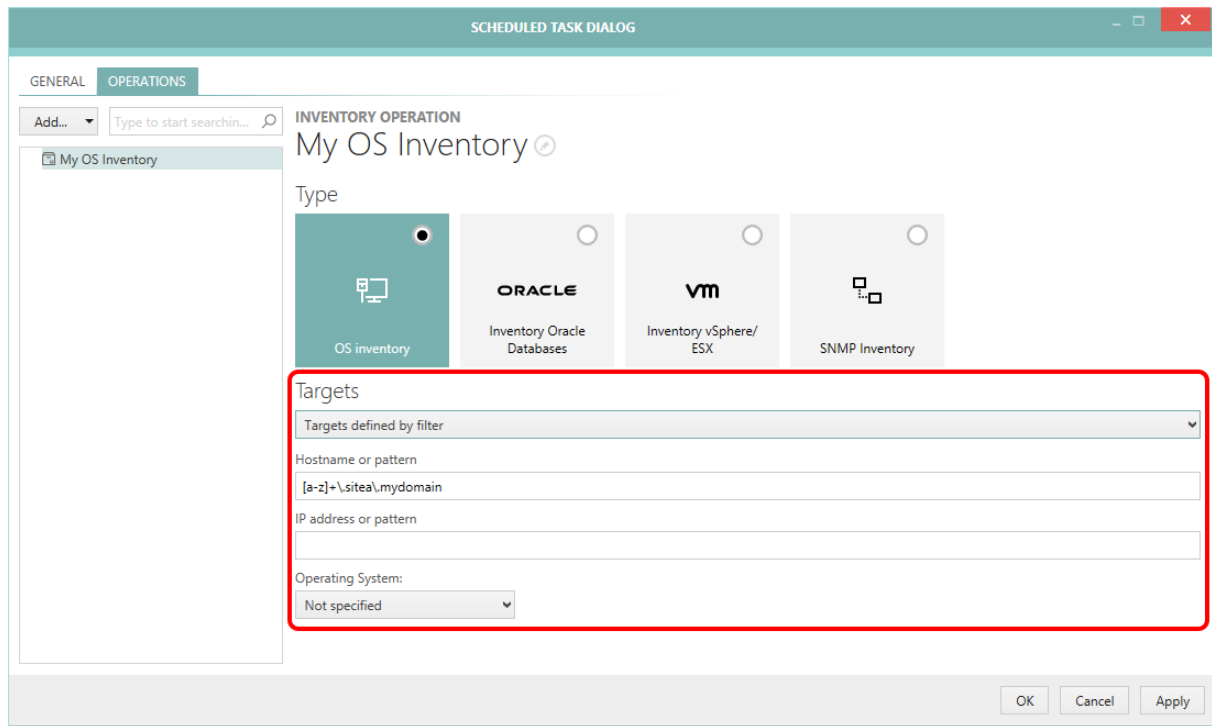 SCHEDULED TASK DIALOG
GENERAL
OPERATIONS
Add...
Type to start searchin...
My OS Inventory
INVENTORY OPERATION
My OS Inventory
Type
OS inventory
ORACLE
Inventory Oracle
Databases
vm
Inventory vSphere/
ESX
SNMP Inventory
Targets
Targets defined by filter
Hostname or pattern
[a-z]+\.sitea\.mydomain
IP address or pattern
Operating System:
Not specified
OK
Cancel
Apply